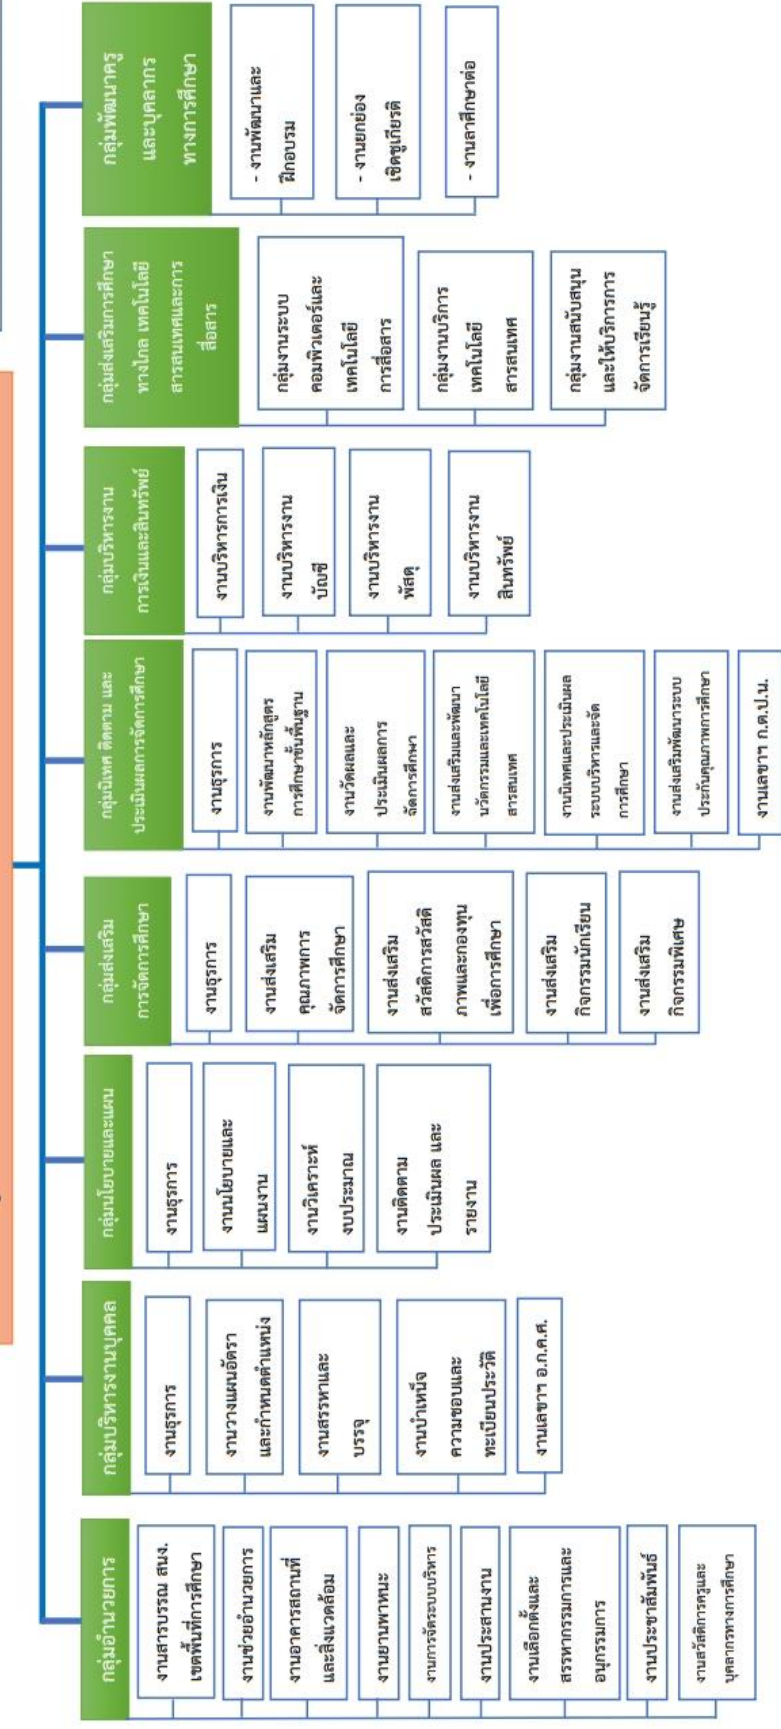 กลุ่มอำนวยการ
งานสารบรรณ สนง.
เขตพื้นที่การศึกษา
งานช่วยอำนวยการ
งานอาคารสถานที่
และสิ่งแวดล้อม
งานยานพาหนะ
งานการจัดระบบบริหาร
งานประสานงาน
งานเลือกตั้งและ
สรรหากรรมการและ
อนุกรรมการ
งานประชาสัมพันธ์
งานสวัสดิการครูและ
บุคลากรทางการศึกษา
กลุ่มบริหารงานบุคคล
งานธุรการ
งานวางแผนอัตรา
และกำหนดตำแหน่ง
งานสรรหาและ
บรรจุ
งานบำเหน็จ
ความชอบและ
ทะเบียนประวัติ
งานเลขาฯ อ.ก.ค.ศ.
กลุ่มนโยบายและแผน
งานธุรการ
งานนโยบายและ
แผนงาน
งานวิเคราะห์
งบประมาณ
งานติดตาม
ประเมินผล และ
รายงาน
กลุ่มส่งเสริม
การจัดการศึกษา
งานธุรการ
งานส่งเสริม
คุณภาพการ
จัดการศึกษา
งานส่งเสริม
สวัสดิการสวัสดิ
ภาพและกองทุน
เพื่อการศึกษา
งานส่งเสริม
กิจกรรมนักเรียน
งานส่งเสริม
กิจกรรมพิเศษ
กลุ่มนิเทศ ติดตาม และ
ประเมินผลการจัดการศึกษา
งานธุรการ
งานพัฒนาหลักสูตร
การศึกษาขั้นพื้นฐาน
งานวัดผลและ
ประเมินผลการ
จัดการศึกษา
งานส่งเสริมและพัฒนา
นวัตกรรมและเทคโนโลยี
สารสนเทศ
งานนิเทศและประเมินผล
ระบบบริหารและจัด
การศึกษา
งานส่งเสริมพัฒนาระบบ
ประกันคุณภาพการศึกษา
งานเลขาฯ ก.ต.ป.น.
กลุ่มบริหารงาน
การเงินและสินทรัพย์
งานบริหารการเงิน
งานบริหารงาน
บัญชี
งานบริหารงาน
พัสดุ
งานบริหารงาน
สินทรัพย์
กลุ่มส่งเสริมการศึกษา
ทางไกล เทคโนโลยี
สารสนเทศและการ
สื่อสาร
กลุ่มงานระบบ
คอมพิวเตอร์และ
เทคโนโลยี
การสื่อสาร
กลุ่มงานบริการ
เทคโนโลยี
สารสนเทศ
กลุ่มงานสนับสนุน
และให้บริการการ
จัดการเรียนรู้
กลุ่มพัฒนาครู
และบุคลากร
ทางการศึกษา
- งานพัฒนาและ
ฝึกอบรม
- งานยกย่อง
เชิดชูเกียรติ
- งานลาศึกษาต่อ